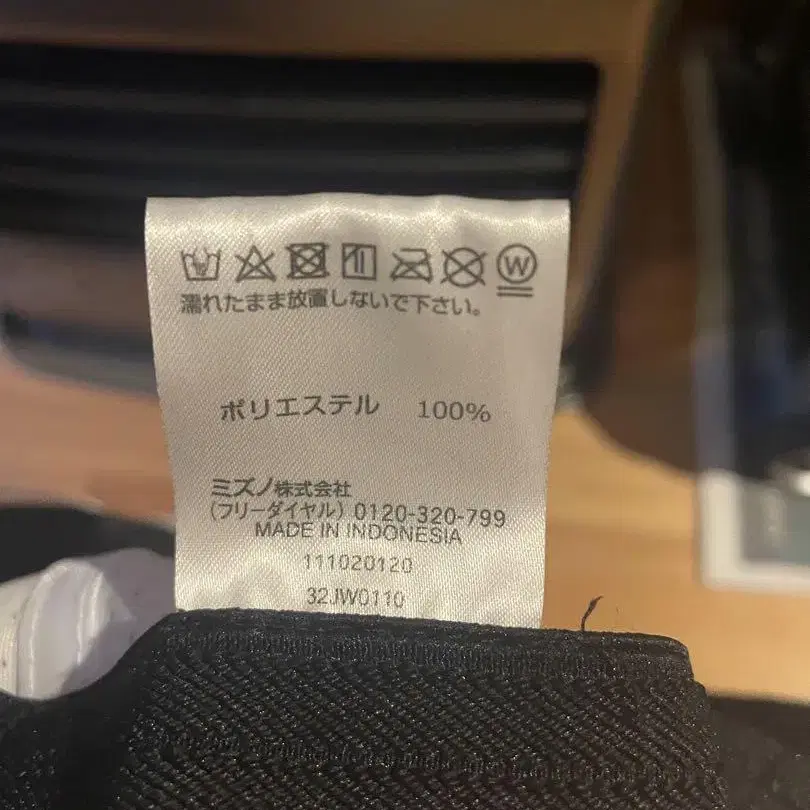 W
濡れたまま放置しないで下さい。
ポリエステル 100%
ミズノ株式会社
(フリーダイヤル) 0120-320-799
MADE IN INDONESIA
111020120
32JW0110